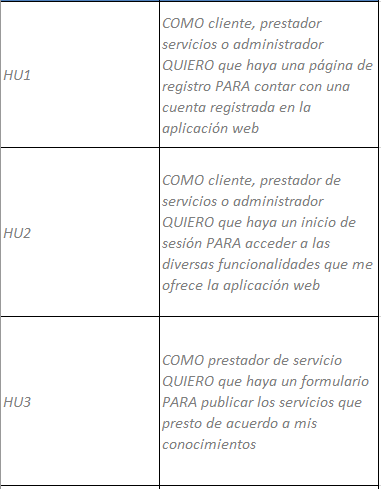 HU1
COMO cliente, prestador
servicios o administrador
QUIERO que haya una página de
registro PARA contar con una
cuenta registrada en la
aplicación web
HU2
COMO cliente, prestador de
servicios o administrador
QUIERO que haya un inicio de
sesión PARA acceder a las
diversas funcionalidades que me
ofrece la aplicación web
HU3
COMO prestador de servicio
QUIERO que haya un formulario
PARA publicar los servicios que
presto de acuerdo a mis
conocimientos